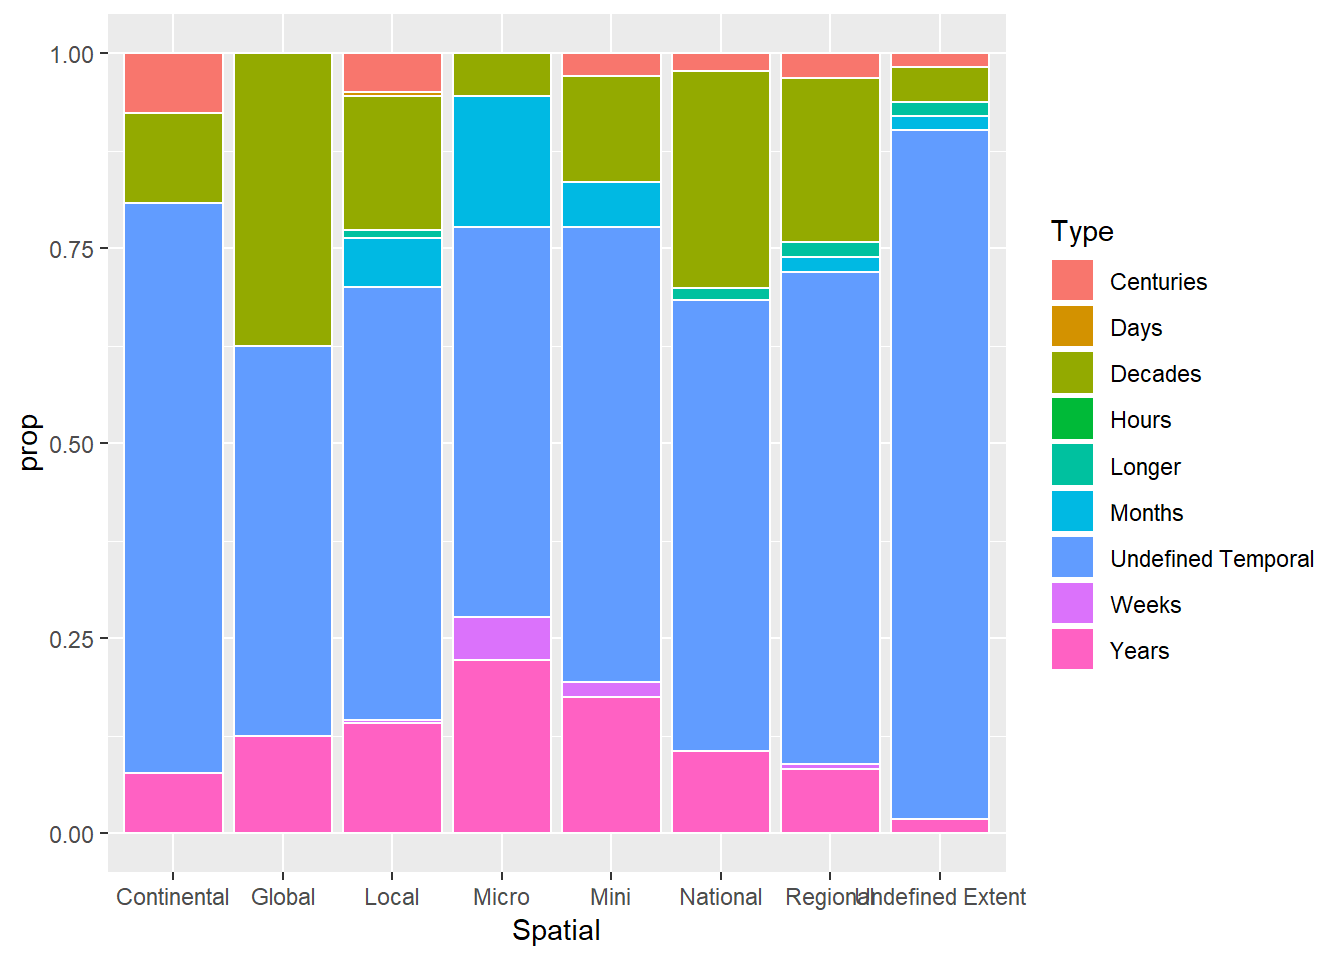 1.00
0.75
0.50
0.25
0.00
prop
Continental
Global
Local
Micro
Mini
National
Regional
Undefined Extent
Spatial
Type
Centuries
Days
Decades
Hours
Longer
Months
Undefined Temporal
Weeks
Years